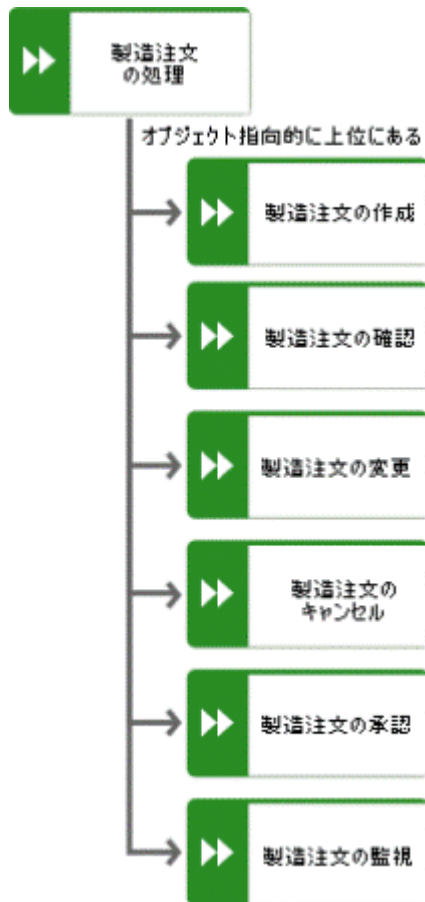 製造注文
の処理
オブジェクト指向的に上位にある
製造注文の作成
製造注文の確認
製造注文の変更
製造注文の
キャンセル
製造注文の承認
製造注文の監視